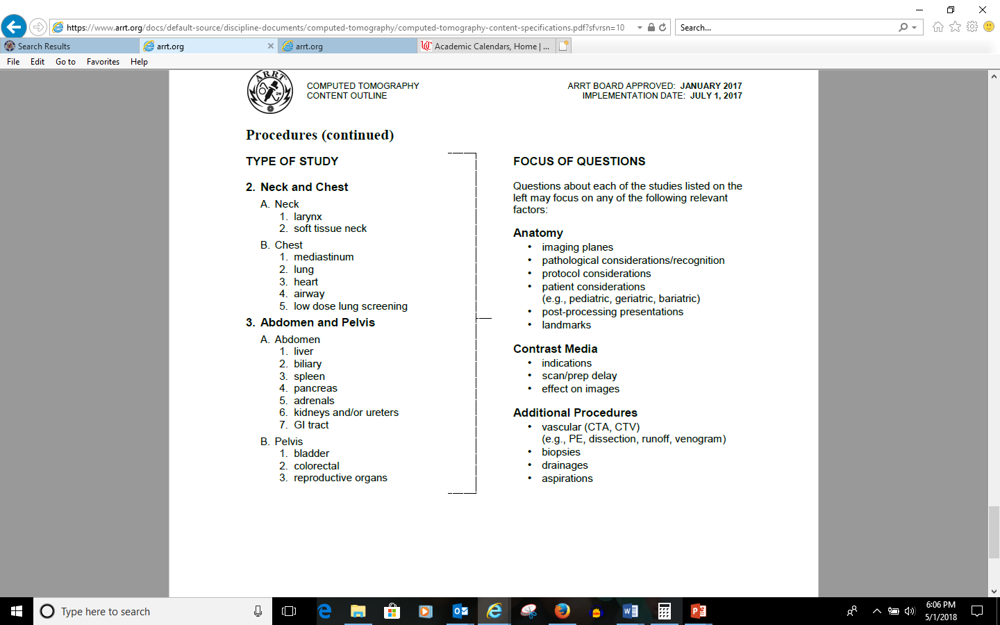 https://www.arrt.org/docs/default-source/discipline-documents/computed-tomography/computed-tomography-content-specifications.pdf?sfvrsn=10
Search...
Search Results
arrt.org
arrt.org
Academic Calendars, Home | ...
File Edit Go to Favorites Help
ARRT
COMPUTED TOMOGRAPHY
CONTENT OUTLINE
ARRT BOARD APPROVED: JANUARY 2017
IMPLEMENTATION DATE: JULY 1, 2017
Procedures (continued)
TYPE OF STUDY
2. Neck and Chest
A. Neck
1. larynx
2. soft tissue neck
B. Chest
1. mediastinum
2. lung
3. heart
4. airway
5. low dose lung screening
3. Abdomen and Pelvis
A. Abdomen
1. liver
2. biliary
3. spleen
4. pancreas
5. adrenals
6. kidneys and/or ureters
7. GI tract
B. Pelvis
1. bladder
2. colorectal
3. reproductive organs
FOCUS OF QUESTIONS
Questions about each of the studies listed on the
left may focus on any of the following relevant
factors:
Anatomy
• imaging planes
• pathological considerations/recognition
• protocol considerations
• patient considerations
(e.g., pediatric, geriatric, bariatric)
• post-processing presentations
• landmarks
Contrast Media
• indications
• scan/prep delay
• effect on images
Additional Procedures
• vascular (CTA, CTV)
(e.g., PE, dissection, runoff, venogram)
• biopsies
• drainages
• aspirations
Type here to search
6:06 PM
5/1/2018